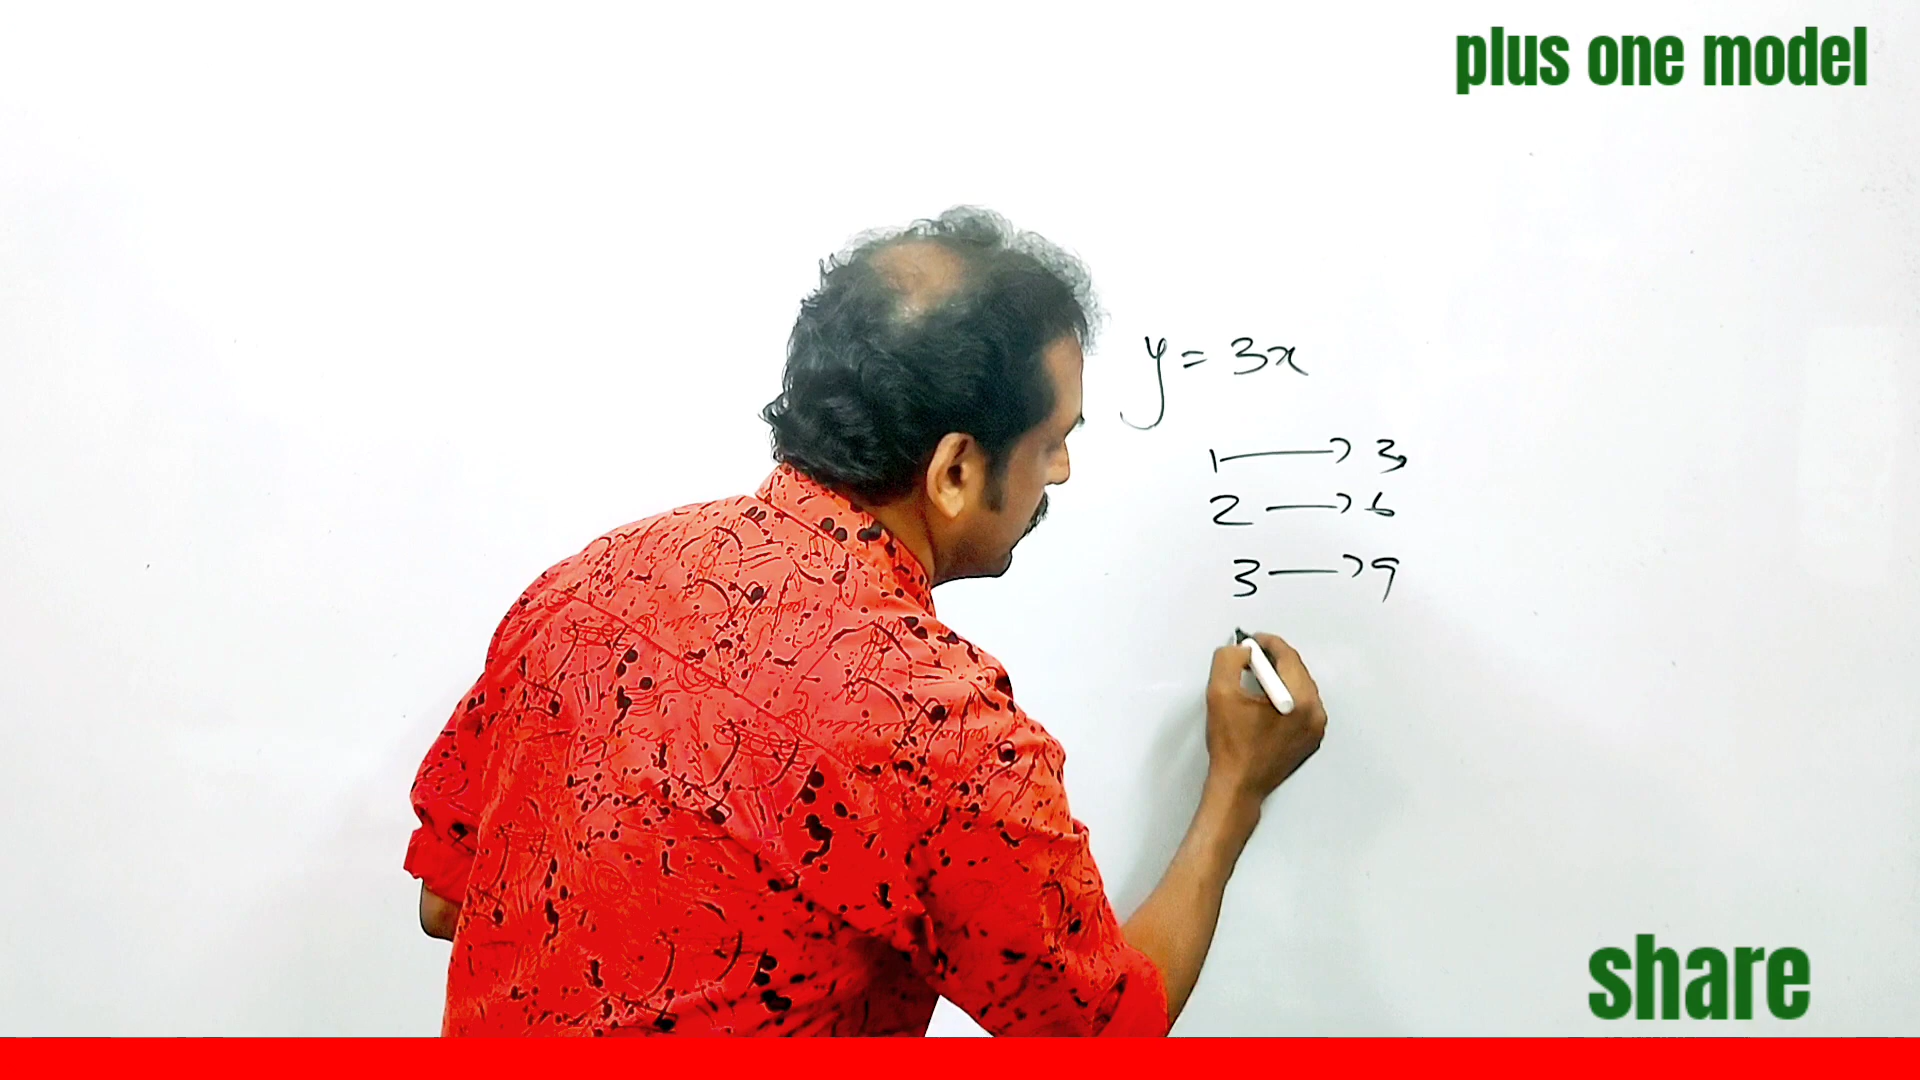 plus one model
y = 3x
1 → 3
2 → 6
3 → 9
share